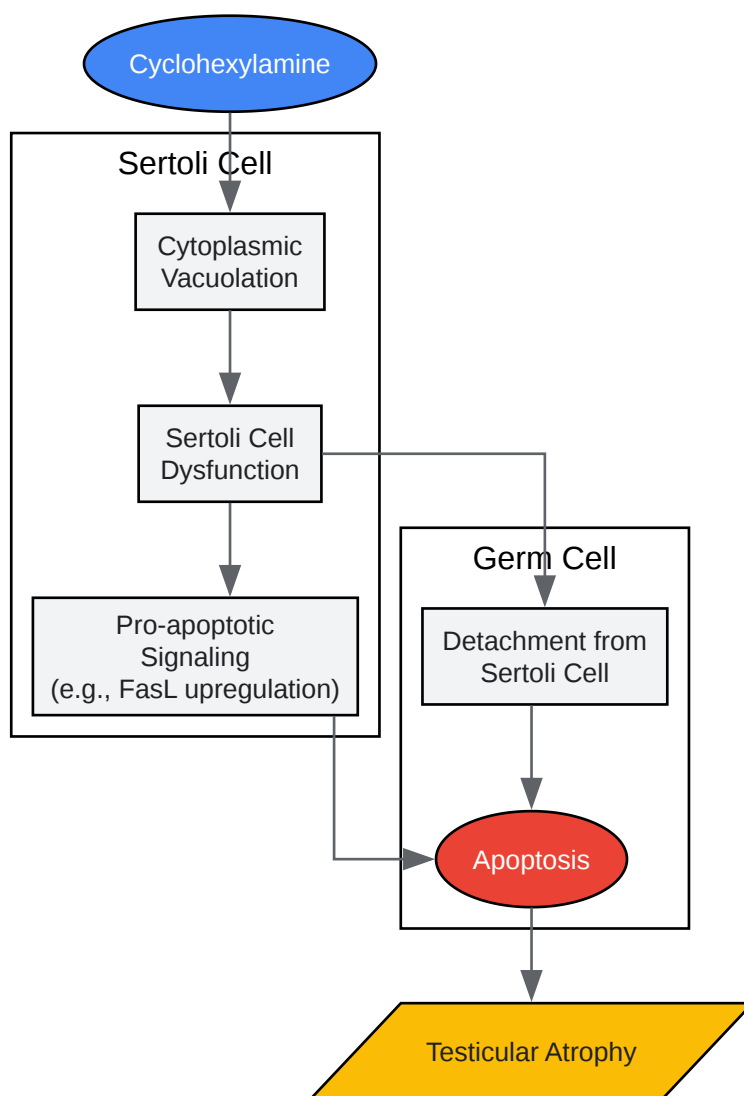 Cyclohexylamine
Sertoli Cell
Cytoplasmic
Vacuolation
Sertoli Cell
Dysfunction
Pro-apoptotic
Signaling
(e.g., FasL upregulation)
Germ Cell
Detachment from
Sertoli Cell
Apoptosis
Testicular Atrophy